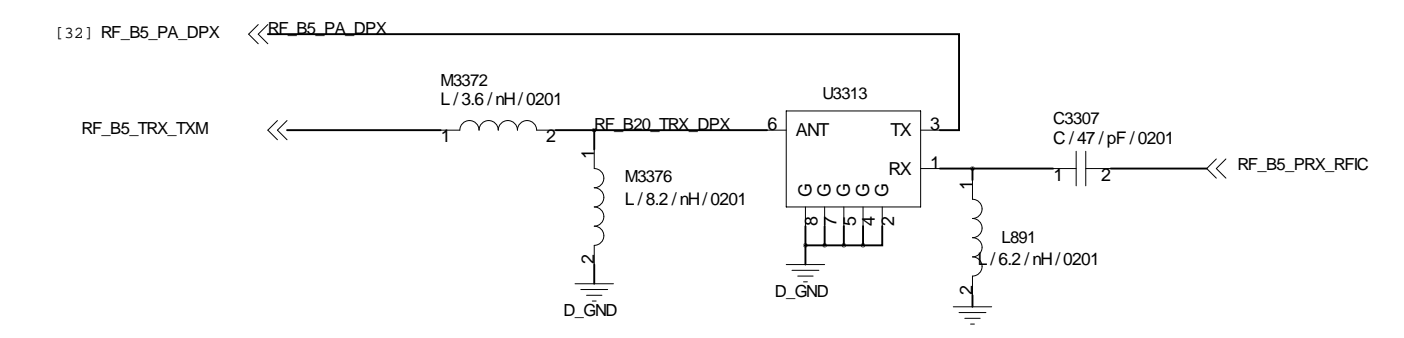 [32] RF_B5_PA_DPX
RF_B5_PA_DPX
M3372
L / 3.6 / nH / 0201
U3313
C3307
C / 47 / pF / 0201
RF_B5_TRX_TXM
1
2
RF_B20_TRX_DPX
6
ANT
TX
3
RX
1
1
2
RF_B5_PRX_RFIC
1
M3376
L / 8.2 / nH / 0201
2
G G G G G
8 7 5 4 2
1
L891
L / 6.2 / nH / 0201
2
D_GND
D_GND